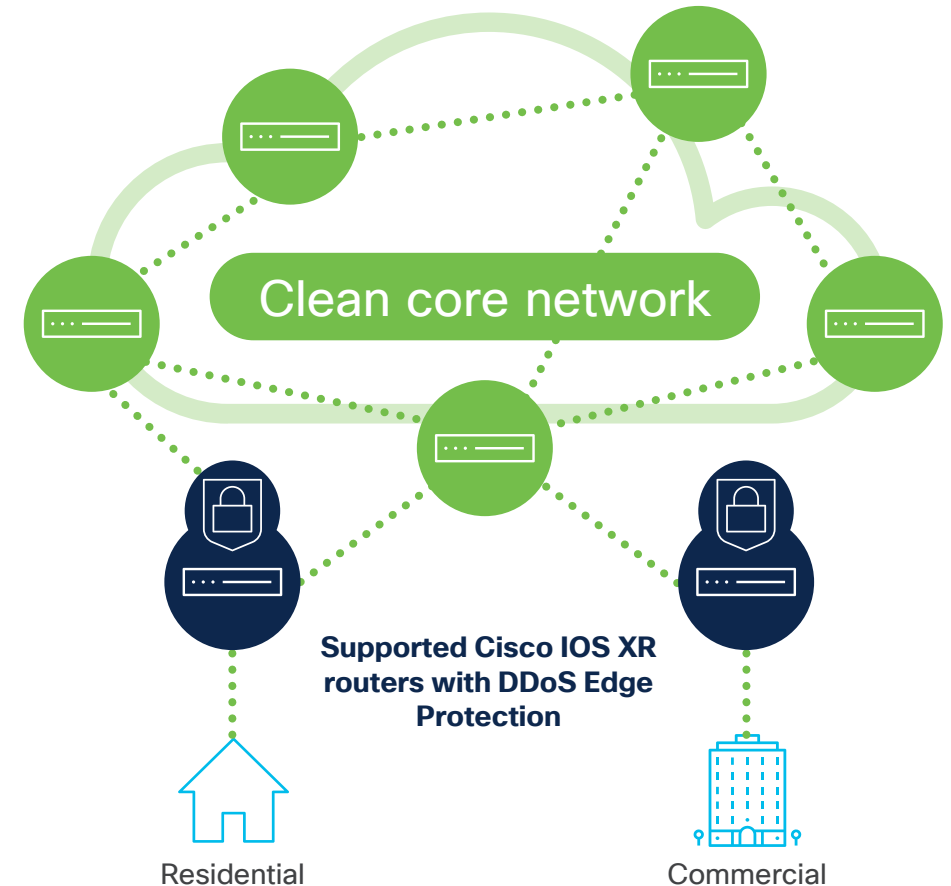 Clean core network
Supported Cisco IOS XR
routers with DDoS Edge
Protection
Residential
Commercial